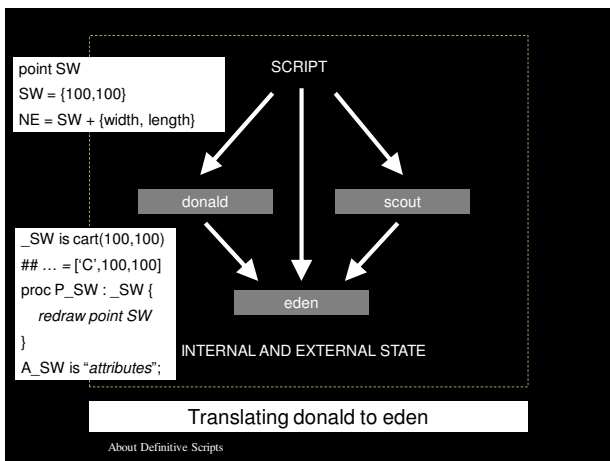 point SW
SW = {100,100}
NE = SW + {width, length}
SCRIPT
donald
scout
_SW is cart(100,100)
## … = [‘C’,100,100]
proc P_SW : _SW {
redraw point SW
}
A_SW is “attributes”;
eden
INTERNAL AND EXTERNAL STATE
Translating donald to eden
About Definitive Scripts